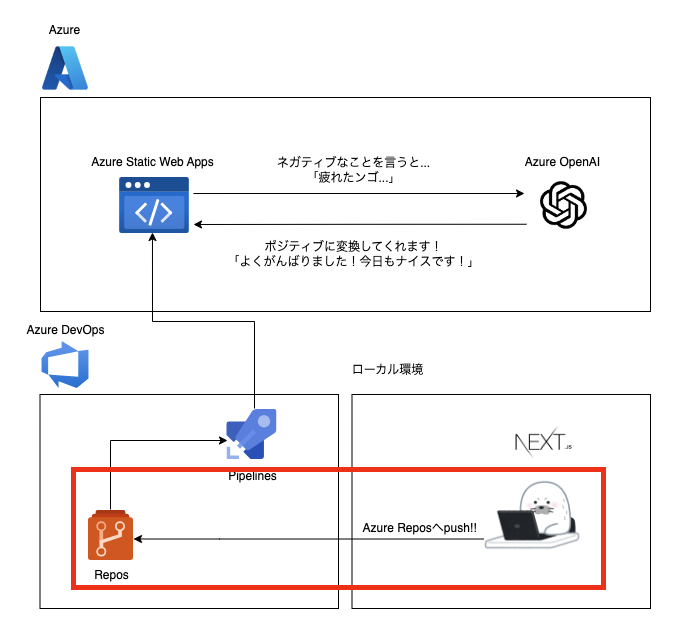 Azure
Azure Static Web Apps
ネガティブなことを言うと...
「疲れたンゴ...」
Azure OpenAI
ポジティブに変換してくれます！
「よくがんばりました！今日もナイスです！」
Azure DevOps
ローカル環境
NEXT.JS
Pipelines
Azure Reposへpush!!
Repos